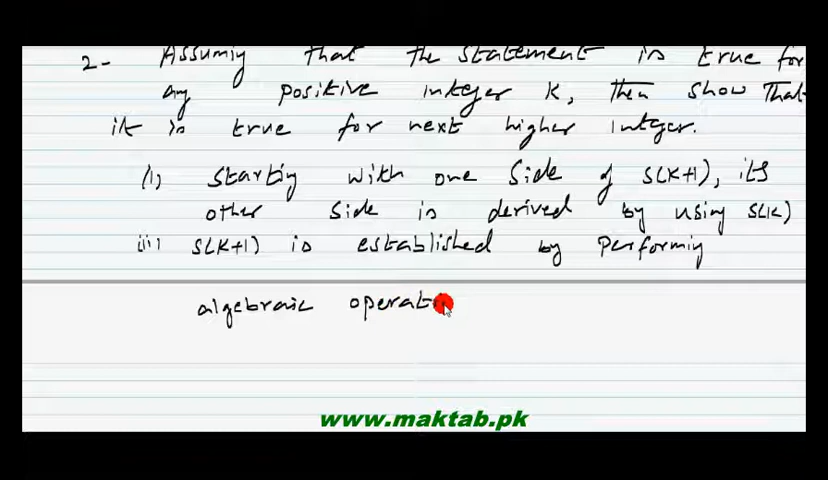 2- Assuming that the statement is true for
any positive integer K, then show that
it is true for next higher integer.
(i) Starting with one side of S(K+1), its
other side is derived by using S(K)
(ii) S(K+1) is established by performing
algebraic operati
www.maktab.pk